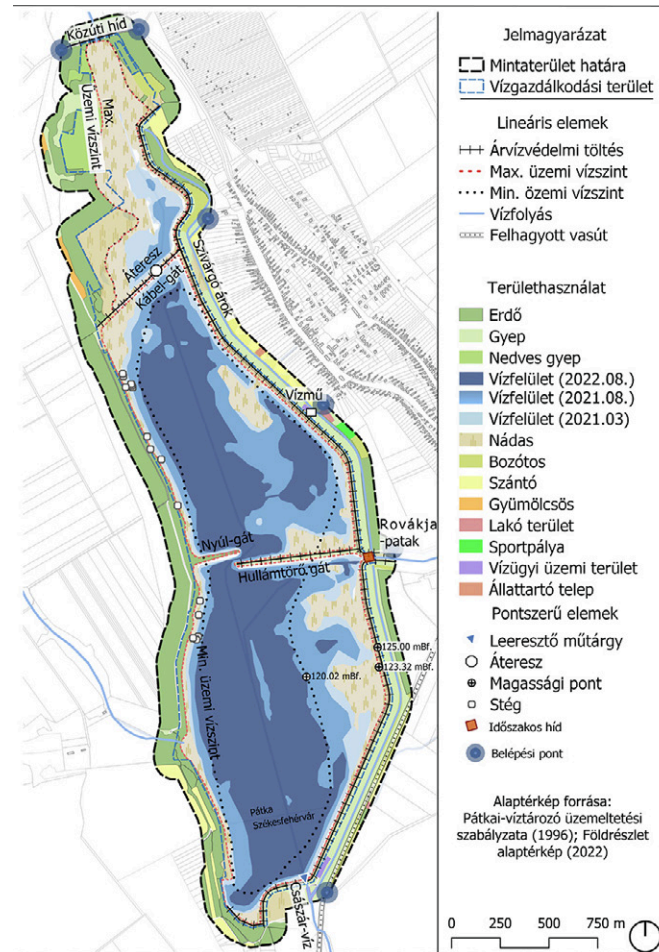 Közúti híd
Max.
Üzemi vízszint
Áteresz
Kábel-gát
Szivárgó árok
Vízmű
Nyúl-gát
Hullámtörő gát
Rovákja
-patak
125.00 mBf.
123.32 mBf.
120.02 mBf.
Min. üzemi vízszint
Pátka
Székesfehérvár
Császár-víz
Jelmagyarázat
Mintaterület határa
Vízgazdálkodási terület
Lineáris elemek
Árvízvédelmi töltés
Max. üzemi vízszint
Min. özemi vízszint
Vízfolyás
Felhagyott vasút
Területhasználat
Erdő
Gyep
Nedves gyep
Vízfelület (2022.08.)
Vízfelület (2021.08.)
Vízfelület (2021.03)
Nádas
Bozótos
Szántó
Gyümölcsös
Lakó terület
Sportpálya
Vízügyi üzemi terület
Állattartó telep
Pontszerű elemek
Leeresztő műtárgy
Áteresz
Magassági pont
Stég
Időszakos híd
Belépési pont
Alaptérkép forrása:
Pátkai-víztározó üzemeltetési
szabályzata (1996); Földrészlet
alaptérkép (2022)
0 250 500 750 m